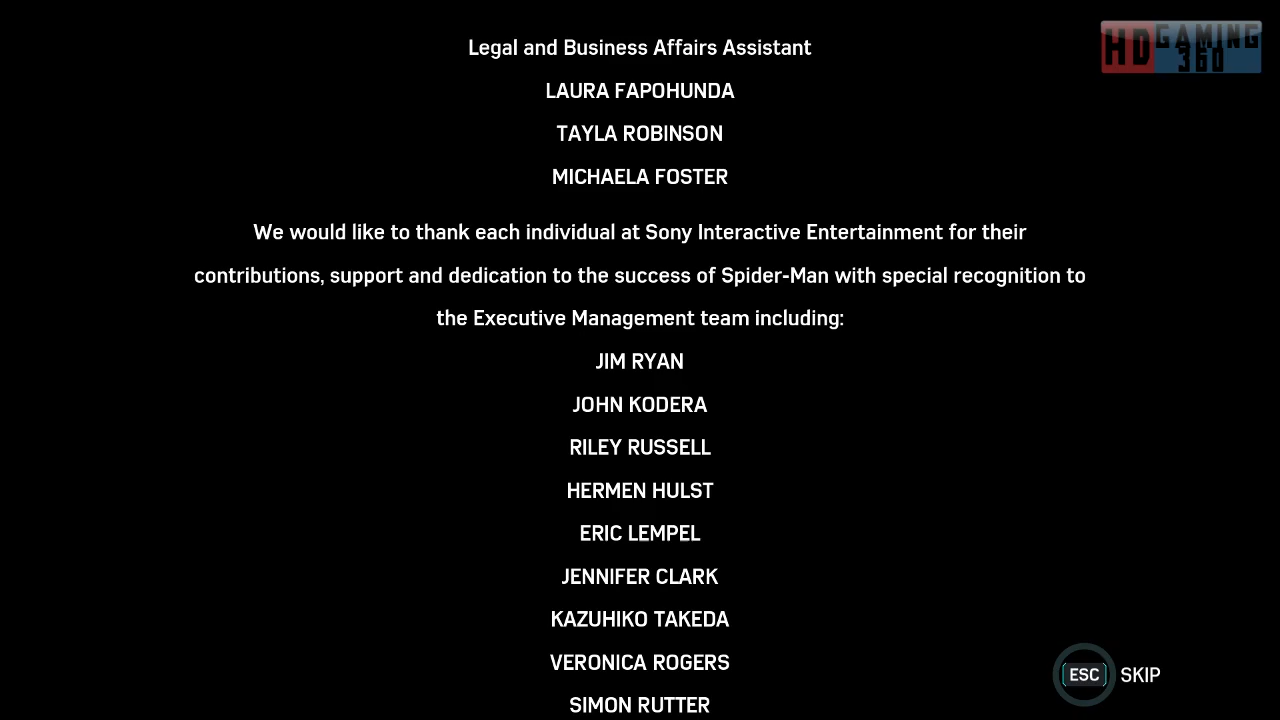 HD GAMING
360
Legal and Business Affairs Assistant
LAURA FAPOHUNDA
TAYLA ROBINSON
MICHAELA FOSTER
We would like to thank each individual at Sony Interactive Entertainment for their
contributions, support and dedication to the success of Spider-Man with special recognition to
the Executive Management team including:
JIM RYAN
JOHN KODERA
RILEY RUSSELL
HERMEN HULST
ERIC LEMPEL
JENNIFER CLARK
KAZUHIKO TAKEDA
VERONICA ROGERS
SIMON RUTTER
ESC SKIP